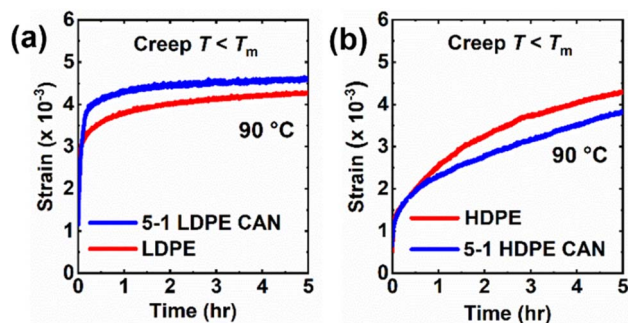 (a)
Creep T < Tm
Strain (x 10⁻³)
6
5
4
3
2
1
0
90 °C
5-1 LDPE CAN
LDPE
0 1 2 3 4 5
Time (hr)
(b)
Creep T < Tm
Strain (x 10⁻³)
6
5
4
3
2
1
0
90 °C
HDPE
5-1 HDPE CAN
0 1 2 3 4 5
Time (hr)